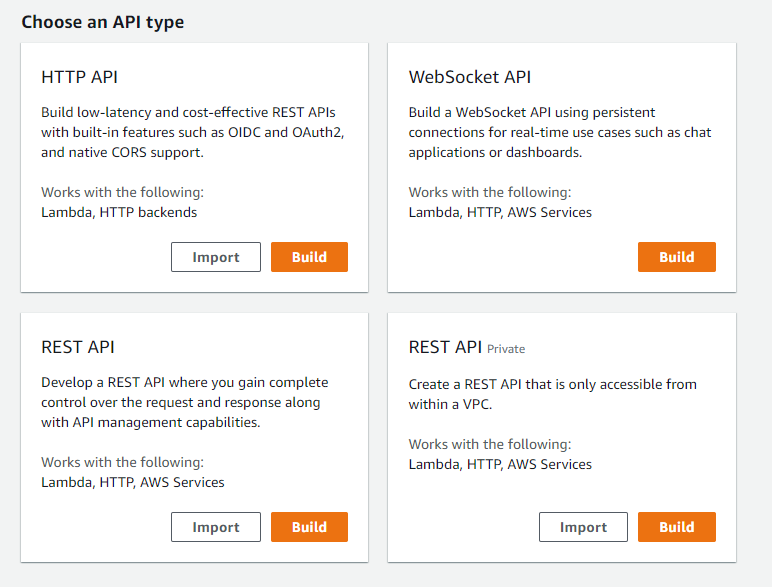 Choose an API type
HTTP API
Build low-latency and cost-effective REST APIs
with built-in features such as OIDC and OAuth2,
and native CORS support.
Works with the following:
Lambda, HTTP backends
Import
Build
WebSocket API
Build a WebSocket API using persistent
connections for real-time use cases such as chat
applications or dashboards.
Works with the following:
Lambda, HTTP, AWS Services
Build
REST API
Develop a REST API where you gain complete
control over the request and response along
with API management capabilities.
Works with the following:
Lambda, HTTP, AWS Services
Import
Build
REST API Private
Create a REST API that is only accessible from
within a VPC.
Works with the following:
Lambda, HTTP, AWS Services
Import
Build